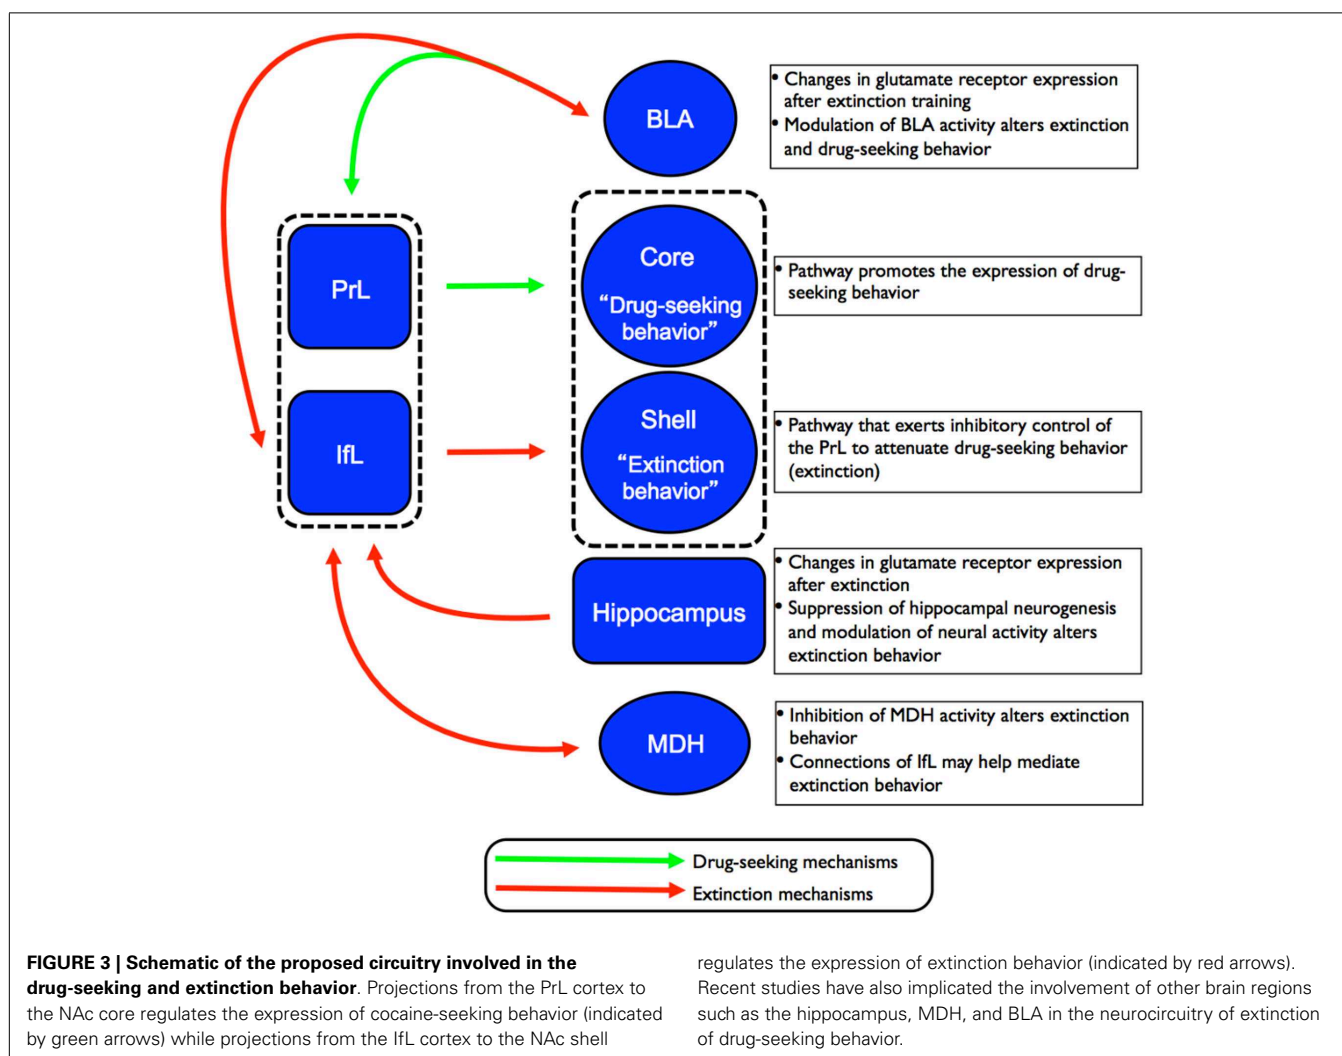 BLA
• Changes in glutamate receptor expression
after extinction training
• Modulation of BLA activity alters extinction
and drug-seeking behavior
PrL
Core
“Drug-seeking
behavior”
• Pathway promotes the expression of drug-
seeking behavior
IfL
Shell
“Extinction
behavior”
• Pathway that exerts inhibitory control of
the PrL to attenuate drug-seeking behavior
(extinction)
Hippocampus
• Changes in glutamate receptor expression
after extinction
• Suppression of hippocampal neurogenesis
and modulation of neural activity alters
extinction behavior
MDH
• Inhibition of MDH activity alters extinction
behavior
• Connections of IfL may help mediate
extinction behavior
Drug-seeking mechanisms
Extinction mechanisms
FIGURE 3 | Schematic of the proposed circuitry involved in the
drug-seeking and extinction behavior. Projections from the PrL cortex to
the NAc core regulates the expression of cocaine-seeking behavior (indicated
by green arrows) while projections from the IfL cortex to the NAc shell
regulates the expression of extinction behavior (indicated by red arrows).
Recent studies have also implicated the involvement of other brain regions
such as the hippocampus, MDH, and BLA in the neurocircuitry of extinction
of drug-seeking behavior.